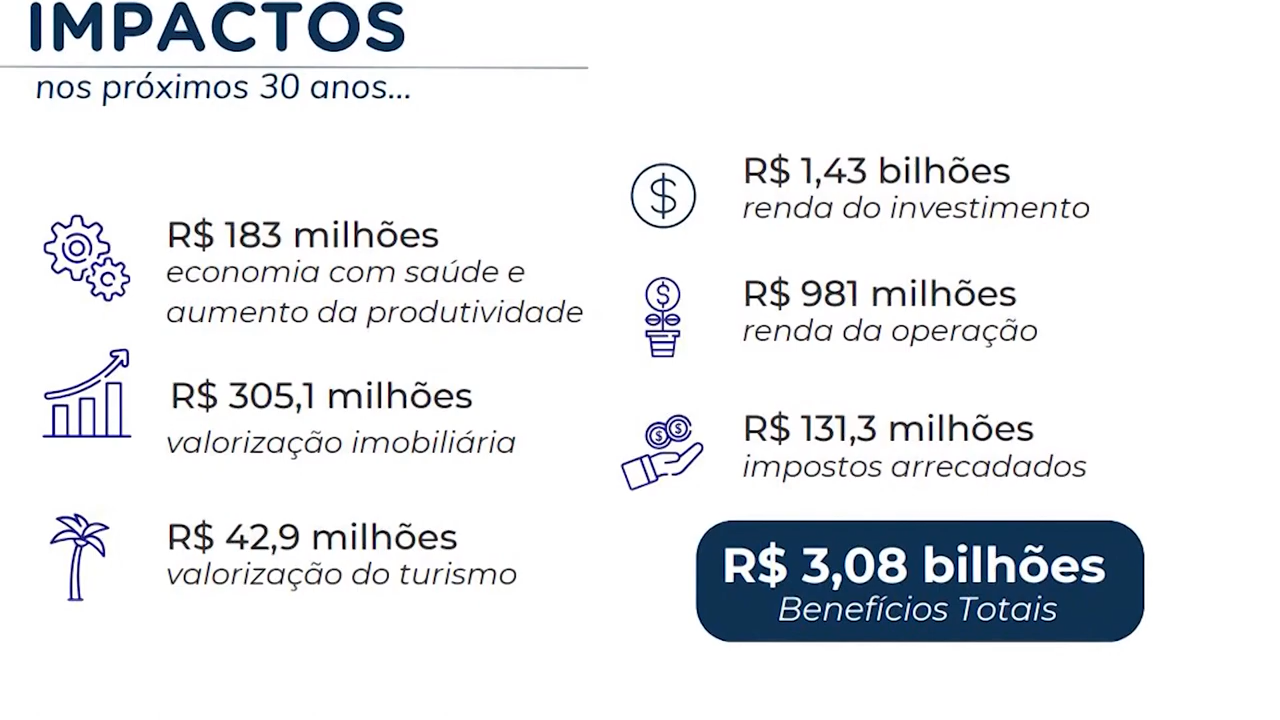 IMPACTOS
nos próximos 30 anos...
R$ 183 milhões
economia com saúde e
aumento da produtividade
R$ 305,1 milhões
valorização imobiliária
R$ 42,9 milhões
valorização do turismo
R$ 1,43 bilhões
renda do investimento
R$ 981 milhões
renda da operação
R$ 131,3 milhões
impostos arrecadados
R$ 3,08 bilhões
Benefícios Totais